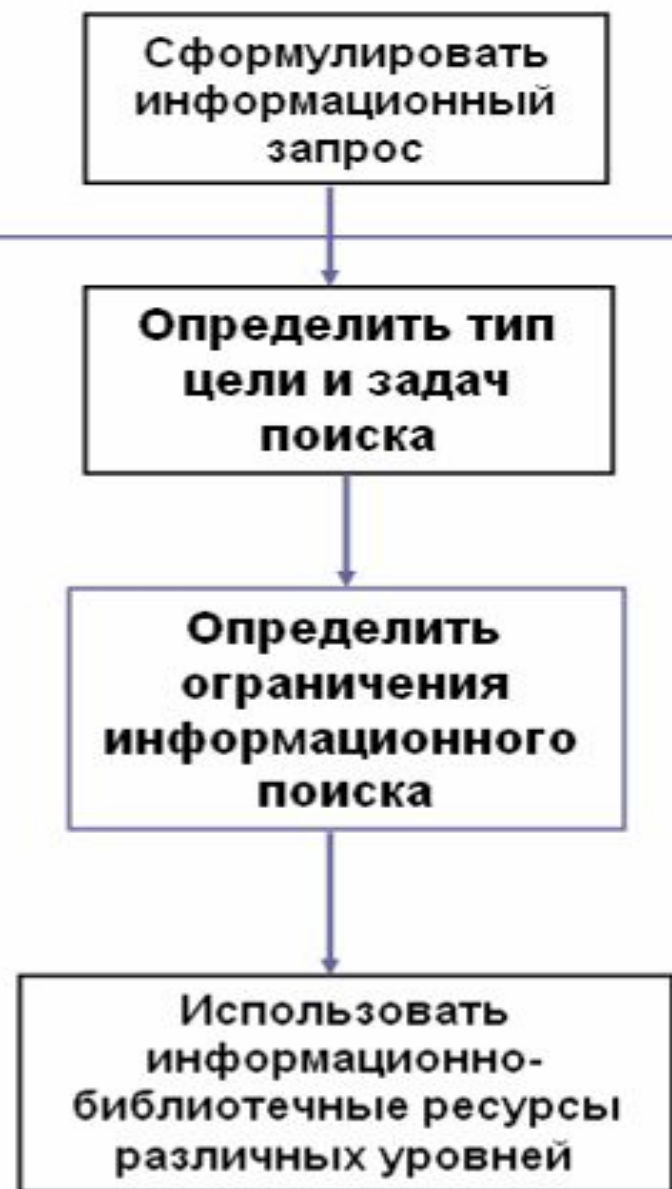 Сформулировать
информационный
запрос
Определить тип
цели и задач
поиска
Определить
ограничения
информационного
поиска
Использовать
информационно-
библиотечные ресурсы
различных уровней